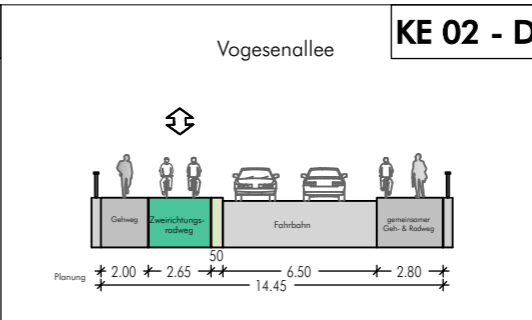 Vogesenallee
KE 02 - D
Gehweg
Zweirichtungs-
radweg
Fahrbahn
gemeinsamer
Geh- & Radweg
50
Planung
2.00
2.65
6.50
2.80
14.45